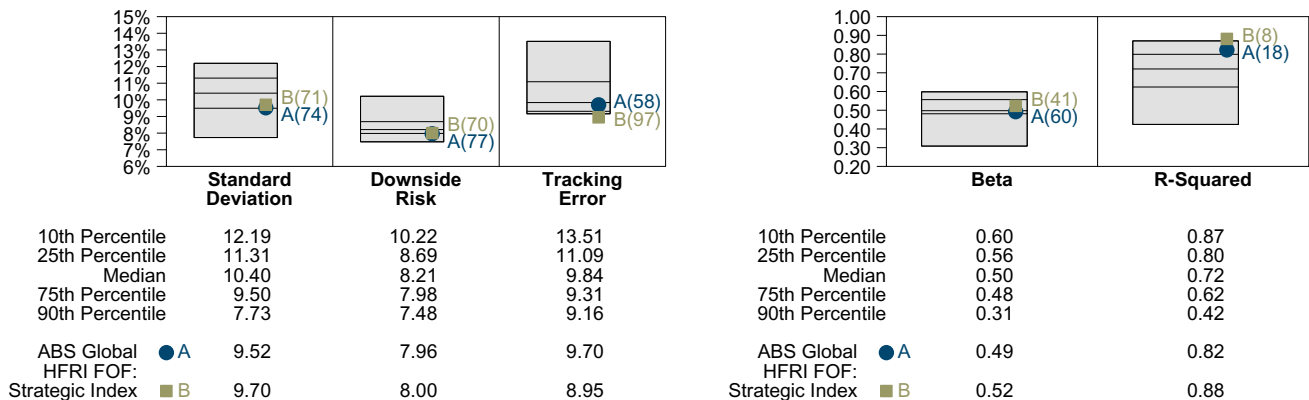 15%
14%
13%
12%
11%
10%
9%
8%
7%
6%
B(71)
A(74)
B(70)
A(77)
A(58)
B(97)
Standard
Deviation
Downside
Risk
Tracking
Error
10th Percentile 12.19 10.22 13.51
25th Percentile 11.31 8.69 11.09
Median 10.40 8.21 9.84
75th Percentile 9.50 7.98 9.31
90th Percentile 7.73 7.48 9.16
ABS Global A 9.52 7.96 9.70
HFRI FOF:
Strategic Index B 9.70 8.00 8.95
1.00
0.90
0.80
0.70
0.60
0.50
0.40
0.30
0.20
B(41)
A(60)
B(8)
A(18)
Beta R-Squared
10th Percentile 0.60 0.87
25th Percentile 0.56 0.80
Median 0.50 0.72
75th Percentile 0.48 0.62
90th Percentile 0.31 0.42
ABS Global A 0.49 0.82
HFRI FOF:
Strategic Index B 0.52 0.88